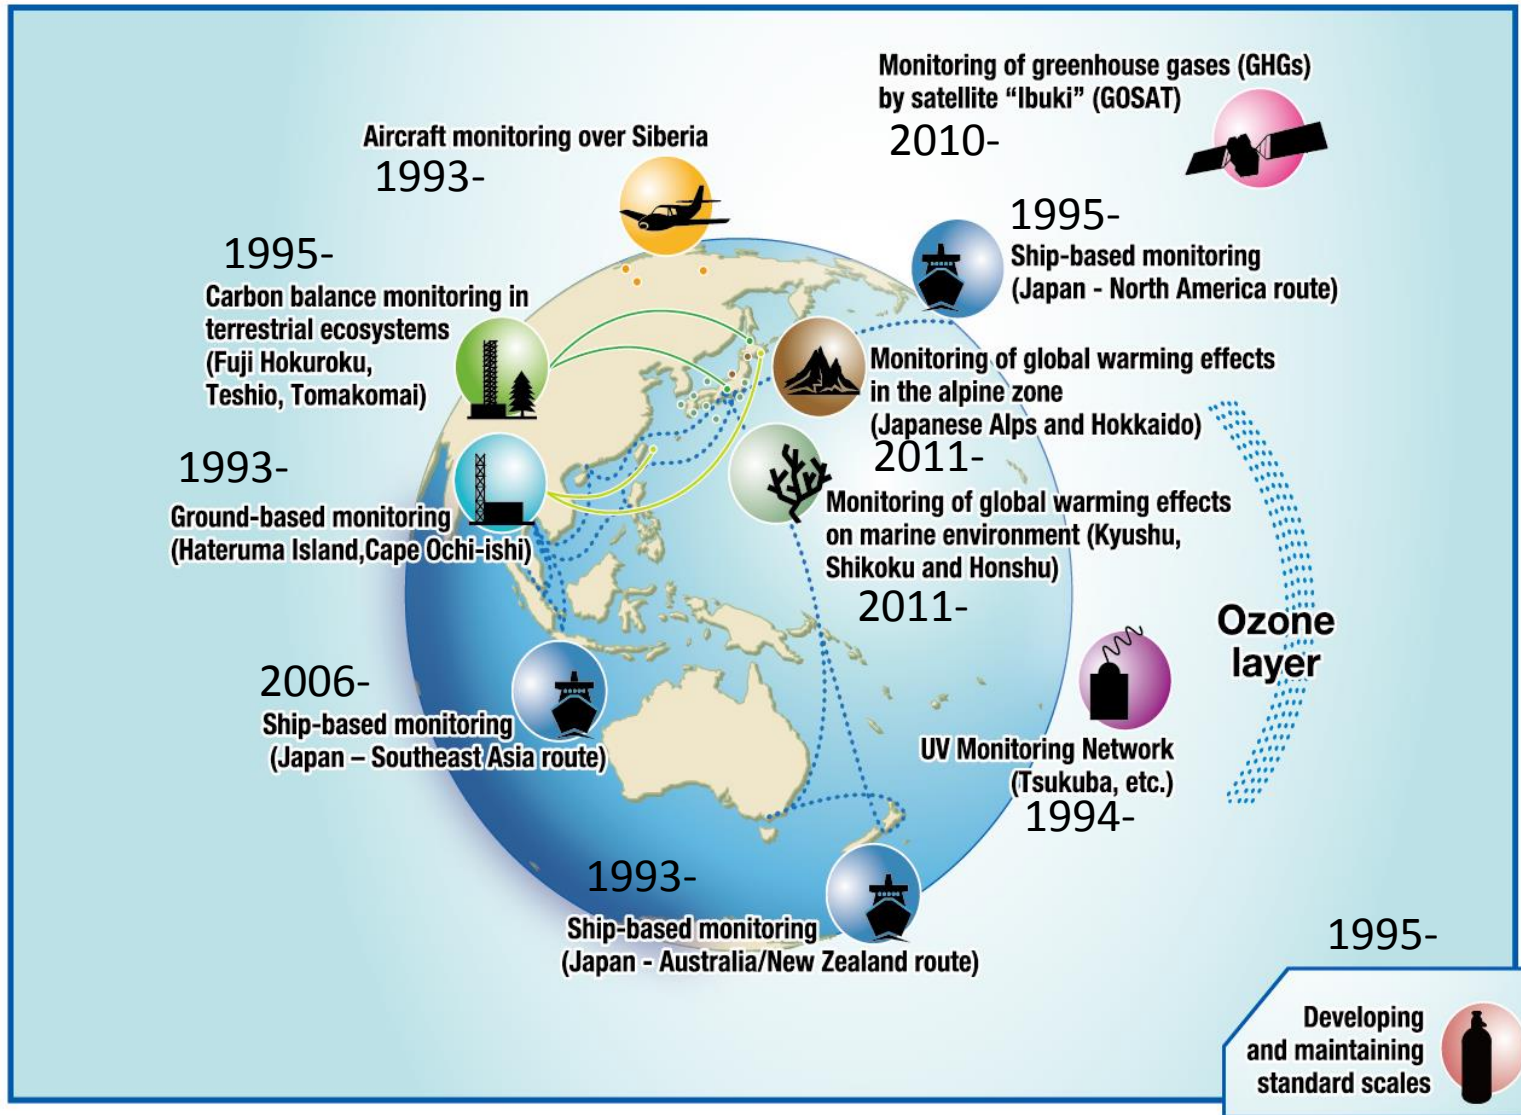 Monitoring of greenhouse gases (GHGs)
by satellite “Ibuki” (GOSAT)
2010-
Aircraft monitoring over Siberia
1993-
1995-
Ship-based monitoring
(Japan - North America route)
1995-
Carbon balance monitoring in
terrestrial ecosystems
(Fuji Hokuroku,
Teshio, Tomakomai)
Monitoring of global warming effects
in the alpine zone
(Japanese Alps and Hokkaido)
2011-
1993-
Ground-based monitoring
(Hateruma Island,Cape Ochi-ishi)
Monitoring of global warming effects
on marine environment (Kyushu,
Shikoku and Honshu)
2011-
Ozone
layer
2006-
Ship-based monitoring
(Japan – Southeast Asia route)
UV Monitoring Network
(Tsukuba, etc.)
1994-
1993-
Ship-based monitoring
(Japan - Australia/New Zealand route)
1995-
Developing
and maintaining
standard scales